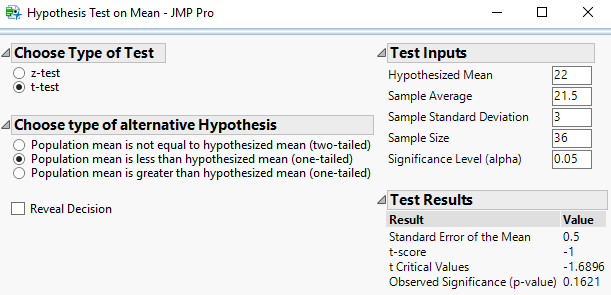 Hypothesis Test on Mean - JMP Pro
Choose Type of Test
z-test
t-test
Choose type of alternative Hypothesis
Population mean is not equal to hypothesized mean (two-tailed)
Population mean is less than hypothesized mean (one-tailed)
Population mean is greater than hypothesized mean (one-tailed)
Reveal Decision
Test Inputs
Hypothesized Mean 22
Sample Average 21.5
Sample Standard Deviation 3
Sample Size 36
Significance Level (alpha) 0.05
Test Results
Result Value
Standard Error of the Mean 0.5
t-score -1
t Critical Values -1.6896
Observed Significance (p-value) 0.1621